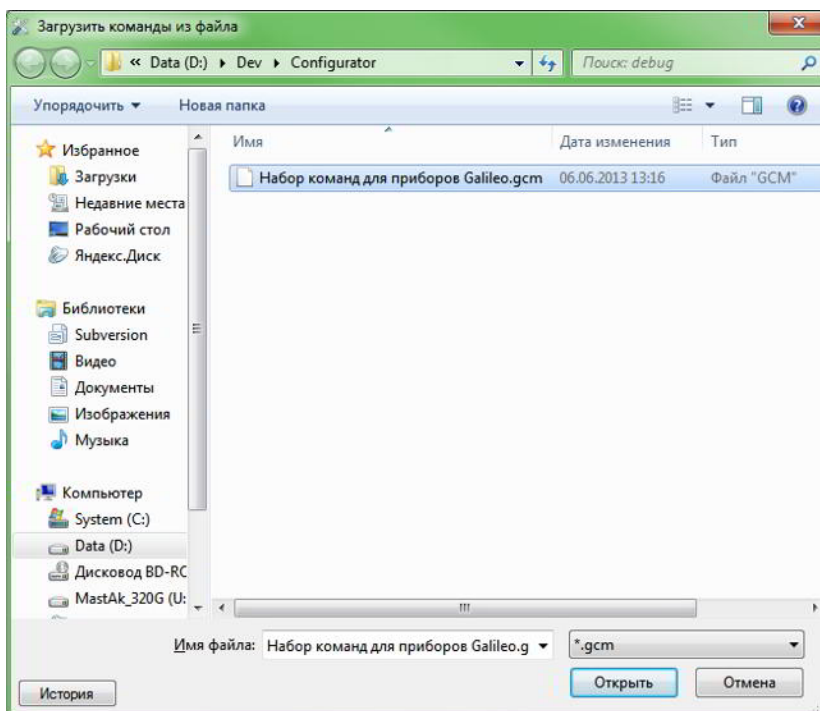 Загрузить команды из файла
« Data (D:) Dev Configurator Поиск: debug
Упорядочить Новая папка
Имя Дата изменения Тип
Набор команд для приборов Galileo.gcm 06.06.2013 13:16 Файл "GCM"
Избранное
Загрузки
Недавние места
Рабочий стол
Яндекс.Диск
Библиотеки
Subversion
Видео
Документы
Изображения
Музыка
Компьютер
System (C:)
Data (D:)
Дисковод BD-RC
MastAk_320G (U:
Имя файла: Набор команд для приборов Galileo.g *.gcm
Открыть Отмена
История